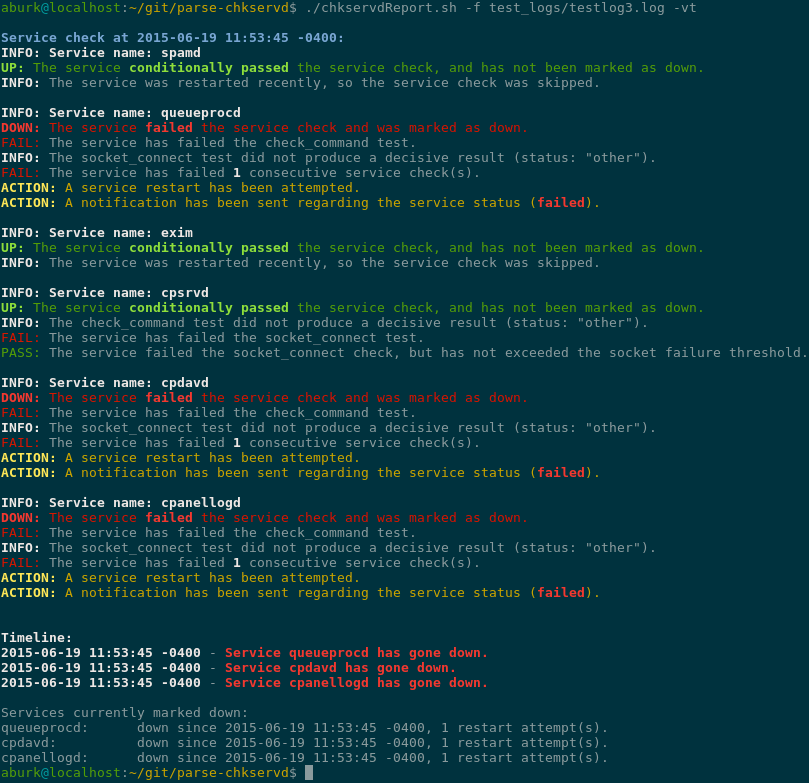 aburk@localhost:~/git/parse-chkservd$ ./chkservdReport.sh -f test_logs/testlog3.log -vt
Service check at 2015-06-19 11:53:45 -0400:
INFO: Service name: spamd
UP: The service conditionally passed the service check, and has not been marked as down.
INFO: The service was restarted recently, so the service check was skipped.
INFO: Service name: queueprocd
DOWN: The service failed the service check and was marked as down.
FAIL: The service has failed the check_command test.
INFO: The socket_connect test did not produce a decisive result (status: "other").
FAIL: The service has failed 1 consecutive service check(s).
ACTION: A service restart has been attempted.
ACTION: A notification has been sent regarding the service status (failed).
INFO: Service name: exim
UP: The service conditionally passed the service check, and has not been marked as down.
INFO: The service was restarted recently, so the service check was skipped.
INFO: Service name: cpsrvd
UP: The service conditionally passed the service check, and has not been marked as down.
INFO: The check_command test did not produce a decisive result (status: "other").
FAIL: The service has failed the socket_connect test.
PASS: The service failed the socket_connect check, but has not exceeded the socket failure threshold.
INFO: Service name: cpdavd
DOWN: The service failed the service check and was marked as down.
FAIL: The service has failed the check_command test.
INFO: The socket_connect test did not produce a decisive result (status: "other").
FAIL: The service has failed 1 consecutive service check(s).
ACTION: A service restart has been attempted.
ACTION: A notification has been sent regarding the service status (failed).
INFO: Service name: cpanellogd
DOWN: The service failed the service check and was marked as down.
FAIL: The service has failed the check_command test.
INFO: The socket_connect test did not produce a decisive result (status: "other").
FAIL: The service has failed 1 consecutive service check(s).
ACTION: A service restart has been attempted.
ACTION: A notification has been sent regarding the service status (failed).
Timeline:
2015-06-19 11:53:45 -0400 - Service queueprocd has gone down.
2015-06-19 11:53:45 -0400 - Service cpdavd has gone down.
2015-06-19 11:53:45 -0400 - Service cpanellogd has gone down.
Services currently marked down:
queueprocd: down since 2015-06-19 11:53:45 -0400, 1 restart attempt(s).
cpdavd: down since 2015-06-19 11:53:45 -0400, 1 restart attempt(s).
cpanellogd: down since 2015-06-19 11:53:45 -0400, 1 restart attempt(s).
aburk@localhost:~/git/parse-chkservd$